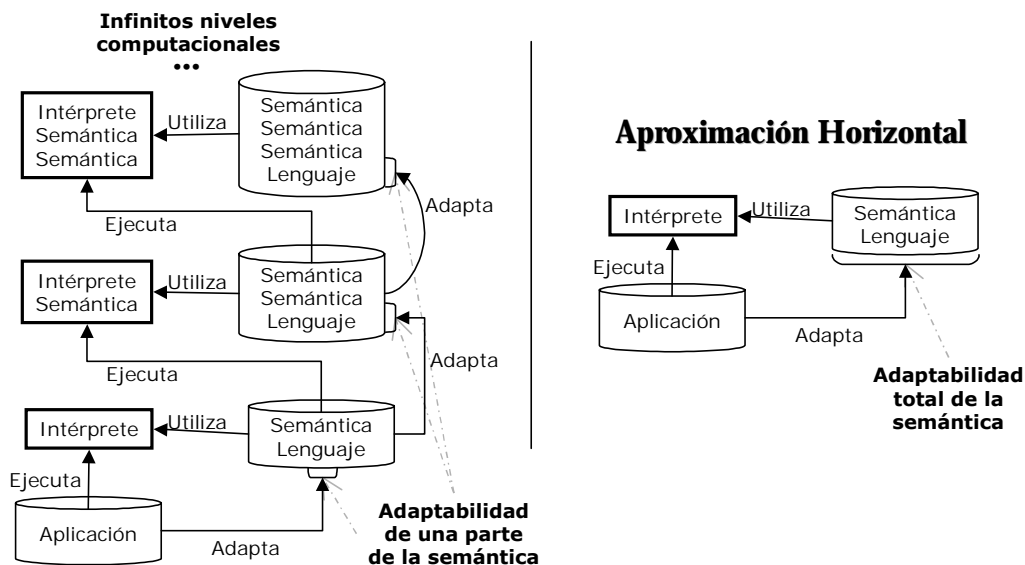 Infinitos niveles
computacionales
...
Intérprete
Semántica
Semántica
Utiliza
Semántica
Semántica
Semántica
Lenguaje
Adapta
Ejecuta
Intérprete
Semántica
Utiliza
Semántica
Semántica
Lenguaje
Adapta
Ejecuta
Intérprete
Utiliza
Semántica
Lenguaje
Ejecuta
Aplicación
Adapta
Adaptabilidad
de una parte
de la semántica
Aproximación Horizontal
Intérprete
Utiliza
Semántica
Lenguaje
Ejecuta
Aplicación
Adapta
Adaptabilidad
total de la
semántica